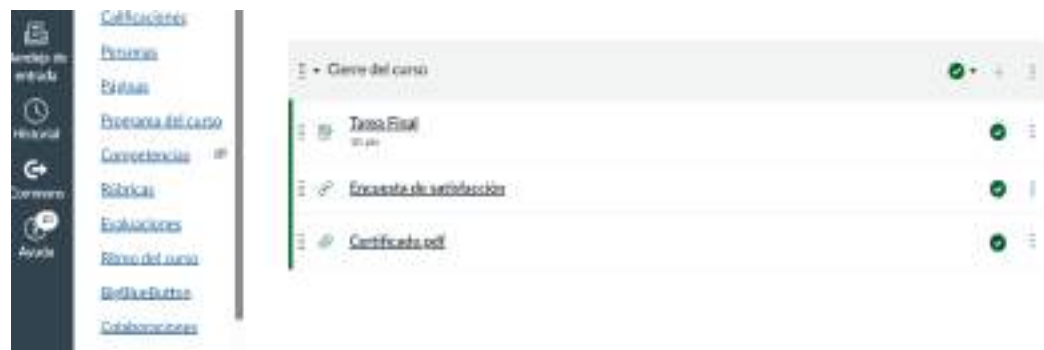 Bandeja de
entrada
Historial
Commons
Ayuda
Calificaciones
Personas
Páginas
Programa del curso
Competencias
Rúbricas
Evaluaciones
Ritmo del curso
BigBlueButton
Colaboraciones
Cierre del curso
Tarea Final
Encuesta de satisfacción
Certificado.pdf